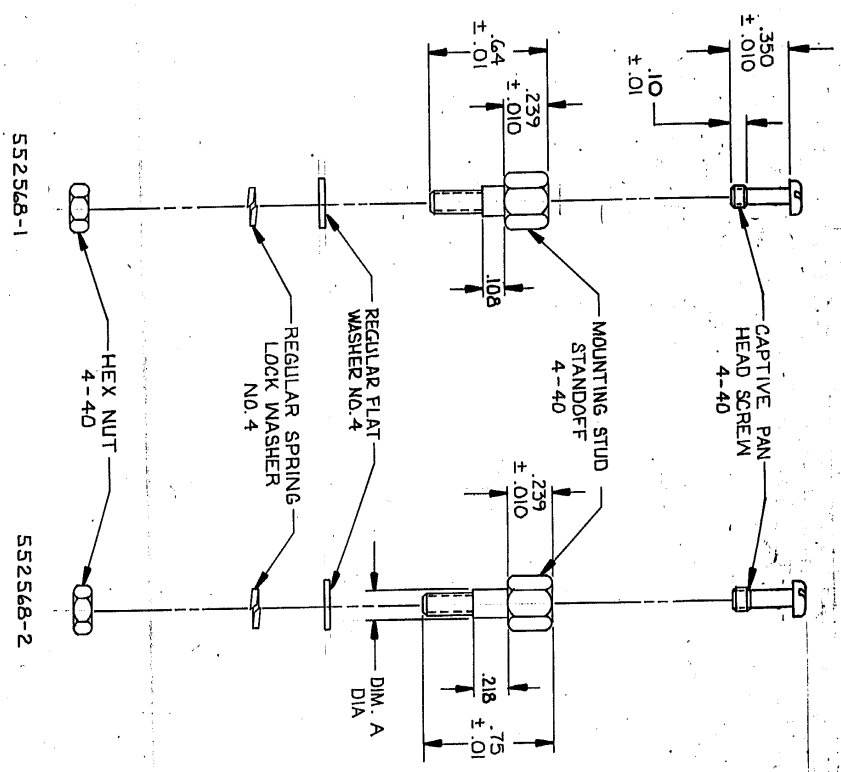 .350
± .010
.10
± .01
.64
± .01
.239
± .010
.108
CAPTIVE PAN
HEAD SCREW
4-40
MOUNTING STUD
STANDOFF
4-40
REGULAR FLAT
WASHER NO. 4
REGULAR SPRING
LOCK WASHER
NO. 4
HEX NUT
4-40
.239
± .010
.218
.75
± .01
DIM. A
DIA
552568-1
552568-2